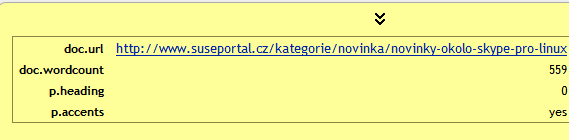 doc.url http://www.suseportal.cz/kategorie/novinka/novinky-okolo-skype-pro-linux
doc.wordcount 559
p.heading 0
p.accents yes